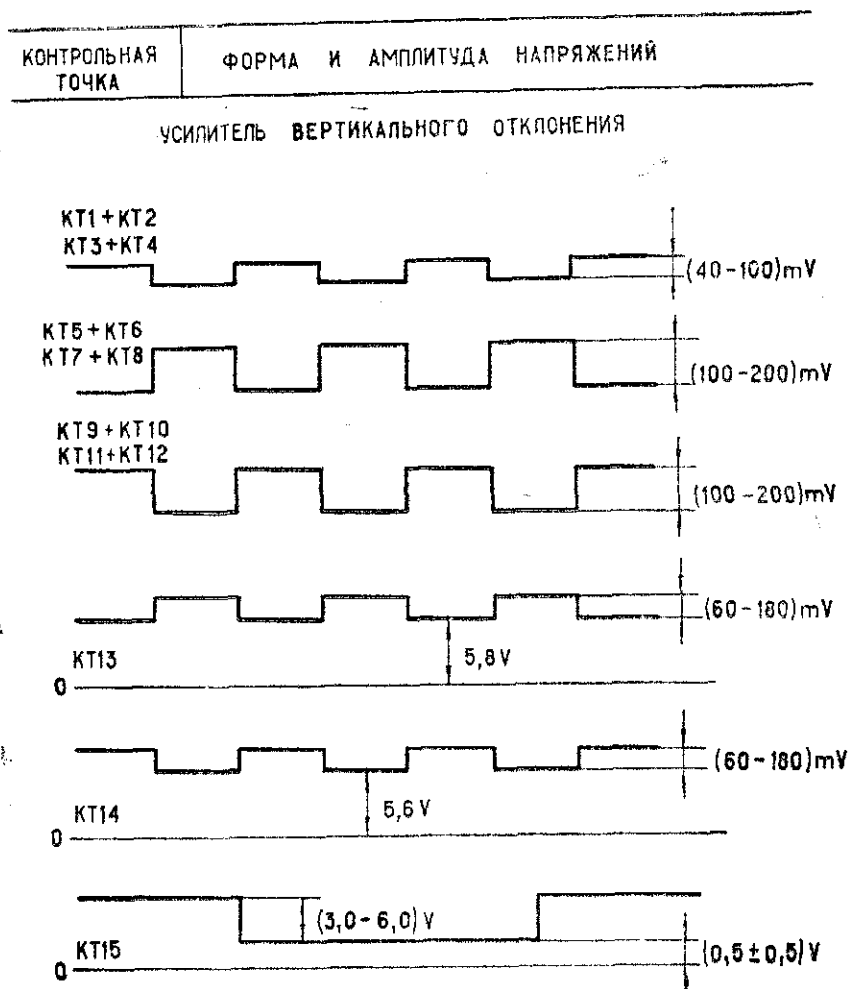 КОНТРОЛЬНАЯ ТОЧКА
ФОРМА И АМПЛИТУДА НАПРЯЖЕНИЙ
УСИЛИТЕЛЬ ВЕРТИКАЛЬНОГО ОТКЛОНЕНИЯ
КТ1+КТ2
КТ3+КТ4
(40-100)mV
КТ5+КТ6
КТ7+КТ8
(100-200)mV
КТ9+КТ10
КТ11+КТ12
(100-200)mV
(60-180)mV
КТ13
5,8V
0
(60-180)mV
КТ14
5,6V
0
(3,0-6,0)V
КТ15
(0,5±0,5)V
0